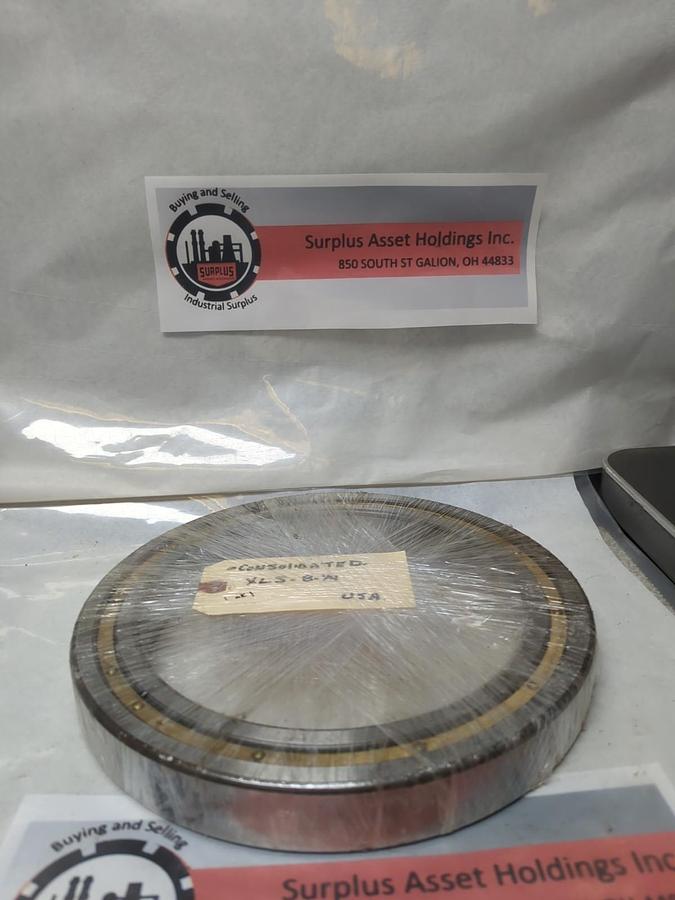 Buying and Selling
SURPLUS
Industrial Surplus
Surplus Asset Holdings Inc.
850 SOUTH ST GALION, OH 44833
CONSOLIDATED
XLS-8-¼
USA
Buying and Selling
Surplus Asset Holdings Inc